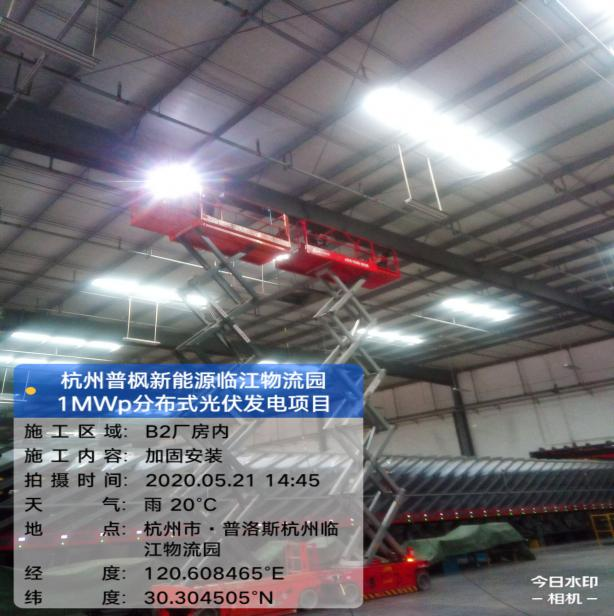 杭州普枫新能源临江物流园
1MWp分布式光伏发电项目
施工区域: B2厂房内
施工内容: 加固安装
拍摄时间: 2020.05.21 14:45
天气: 雨 20°C
地点: 杭州市·普洛斯杭州临
江物流园
经度: 120.608465°E
纬度: 30.304505°N
今日水印
－相机－